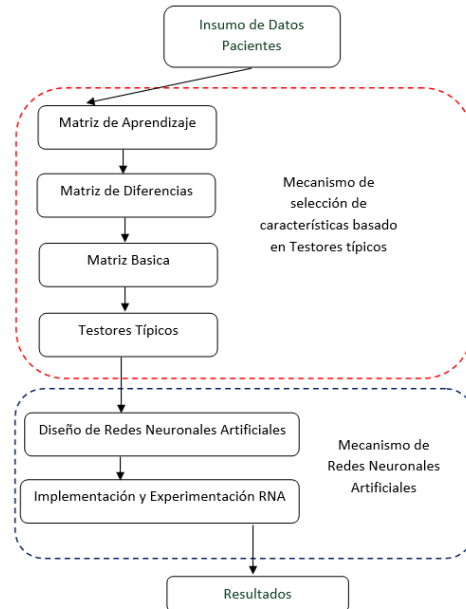 Insumo de Datos
Pacientes
Matriz de Aprendizaje
Matriz de Diferencias
Matriz Basica
Testores Típicos
Mecanismo de
selección de
características basado
en Testores típicos
Diseño de Redes Neuronales Artificiales
Implementación y Experimentación RNA
Mecanismo de
Redes Neuronales
Artificiales
Resultados